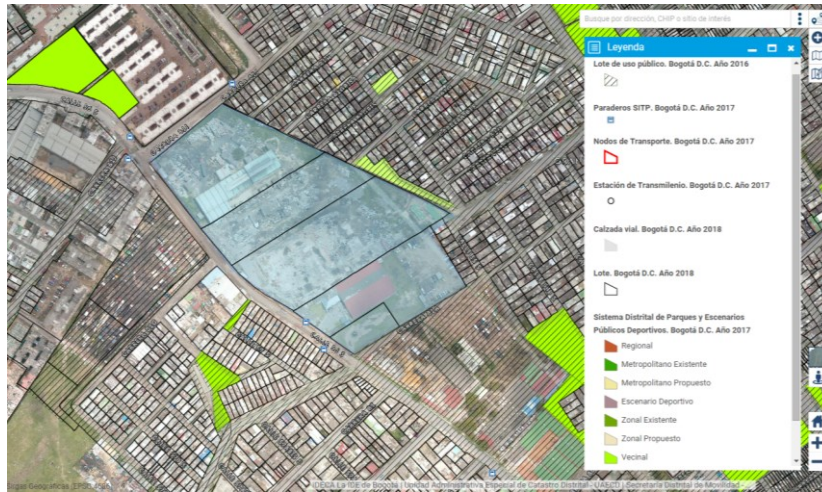 Busque por dirección, CHIP o sitio de interés
Leyenda
Lote de uso público. Bogotá D.C. Año 2016
Paraderos SITP. Bogotá D.C. Año 2017
Nodos de Transporte. Bogotá D.C. Año 2017
Estación de Transmilenio. Bogotá D.C. Año 2017
Calzada vial. Bogotá D.C. Año 2018
Lote. Bogotá D.C. Año 2018
Sistema Distrital de Parques y Escenarios
Públicos Deportivos. Bogotá D.C. Año 2017
Regional
Metropolitano Existente
Metropolitano Propuesto
Escenario Deportivo
Zonal Existente
Zonal Propuesto
Vecinal
IDECA La IDE de Bogotá | Unidad Administrativa Especial de Catastro Distrital - UAECD | Secretaría Distrital de Movilidad -